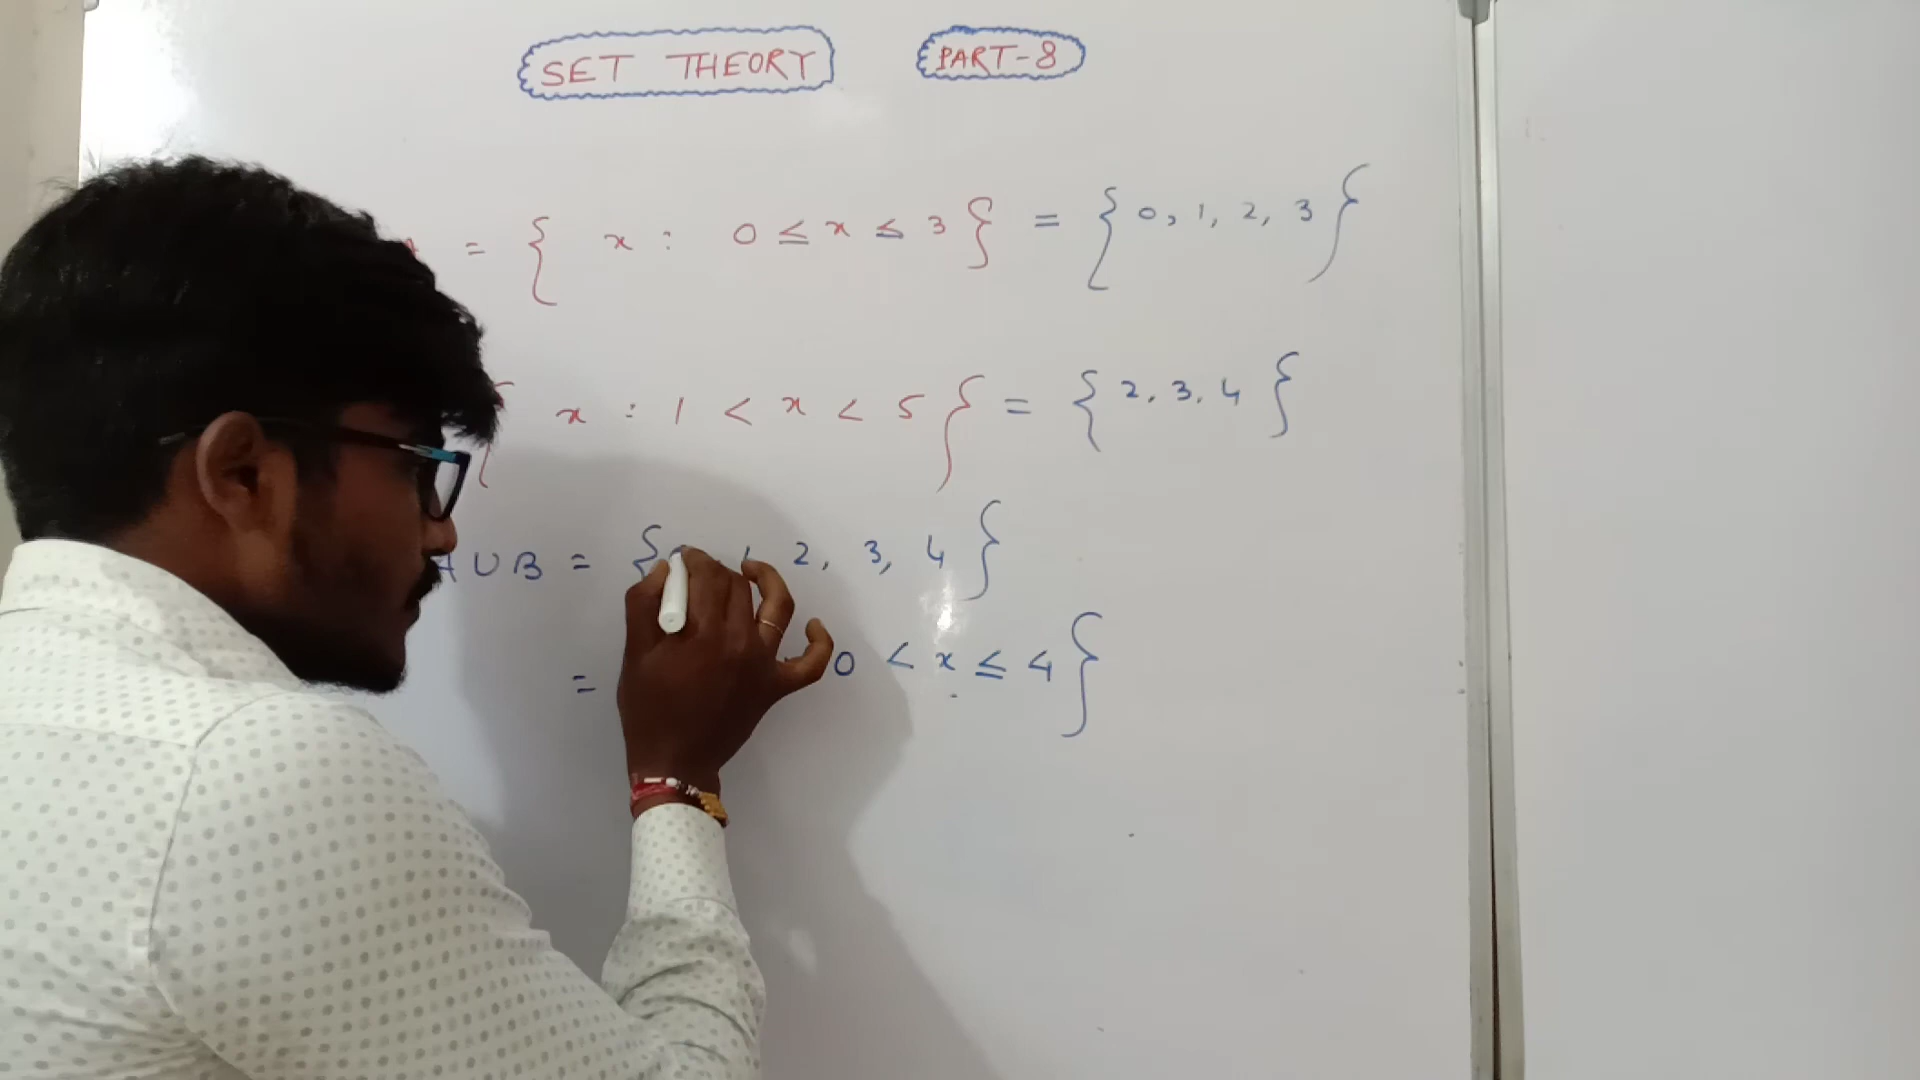 SET THEORY PART-8
= { x : 0 ≤ x ≤ 3 } = { 0, 1, 2, 3 }
{ x : 1 < x < 5 } = { 2, 3, 4 }
A ∪ B = { 2, 3, 4 }
= 0 < x ≤ 4 }